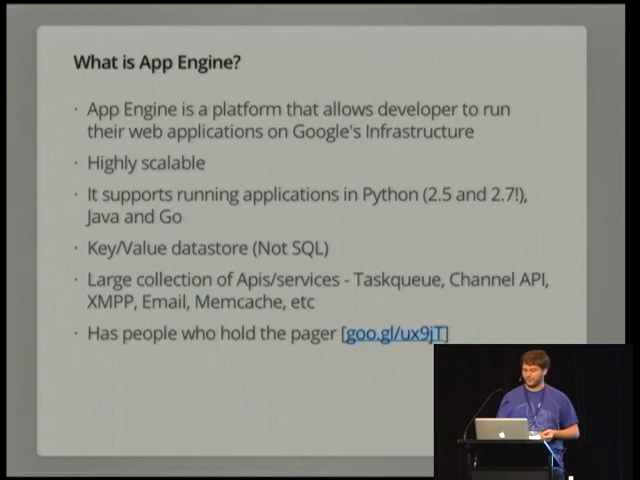 What is App Engine?
· App Engine is a platform that allows developer to run
their web applications on Google's Infrastructure
· Highly scalable
· It supports running applications in Python (2.5 and 2.7!),
Java and Go
· Key/Value datastore (Not SQL)
· Large collection of Apis/services - Taskqueue, Channel API,
XMPP, Email, Memcache, etc
· Has people who hold the pager [goo.gl/ux9jT]